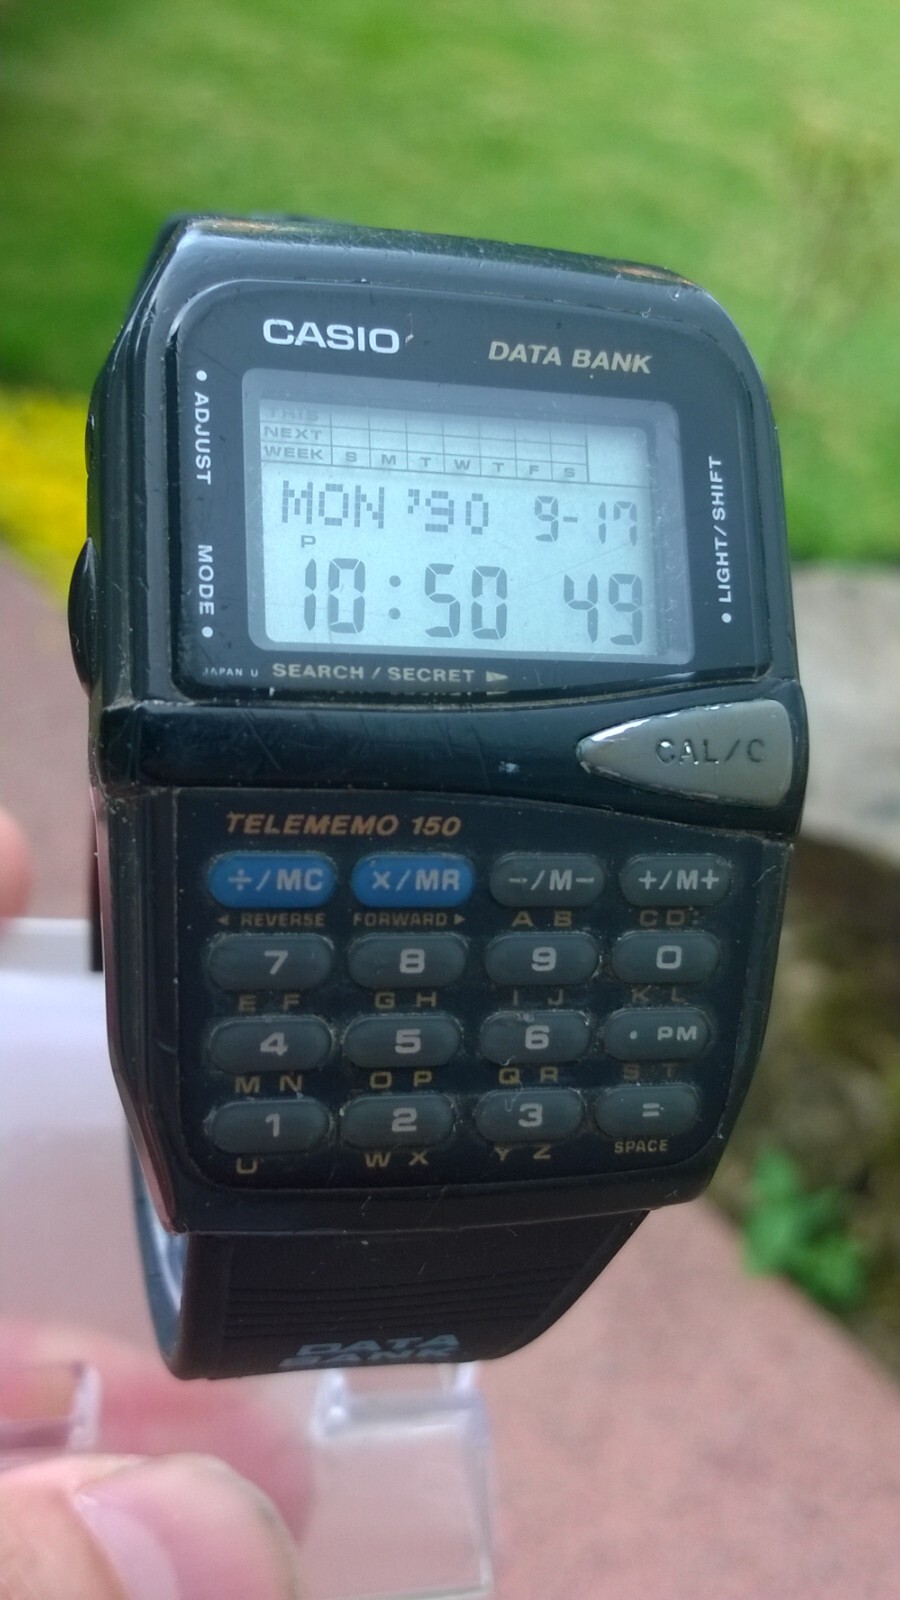 CASIO
DATA BANK
ADJUST
MODE
LIGHT/SHIFT
THIS
NEXT
WEEK S M T W T F S
MON '90 9-17
P
10:50 49
JAPAN U SEARCH / SECRET
CAL/C
TELEMEMO 150
÷/MC ×/MR -/M- +/M+
◄ REVERSE FORWARD ► A B C D
7 8 9 0
E F G H I J K L
4 5 6 . PM
M N O P Q R S T
1 2 3 =
U W X Y Z SPACE
DATA
BANK